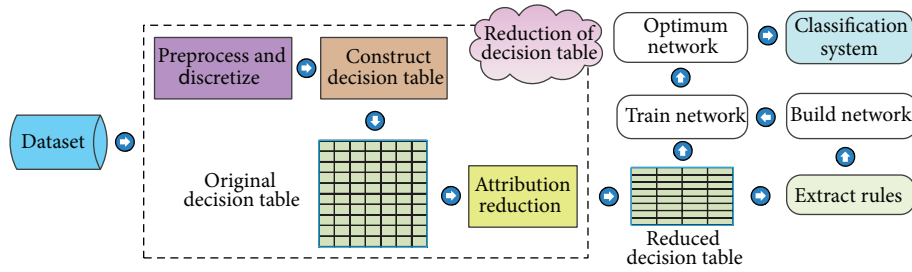 Dataset
Preprocess and
discretize
Construct
decision table
Reduction of
decision table
Original
decision table
Attribution
reduction
Optimum
network
Classification
system
Train network
Build network
Extract rules
Reduced
decision table